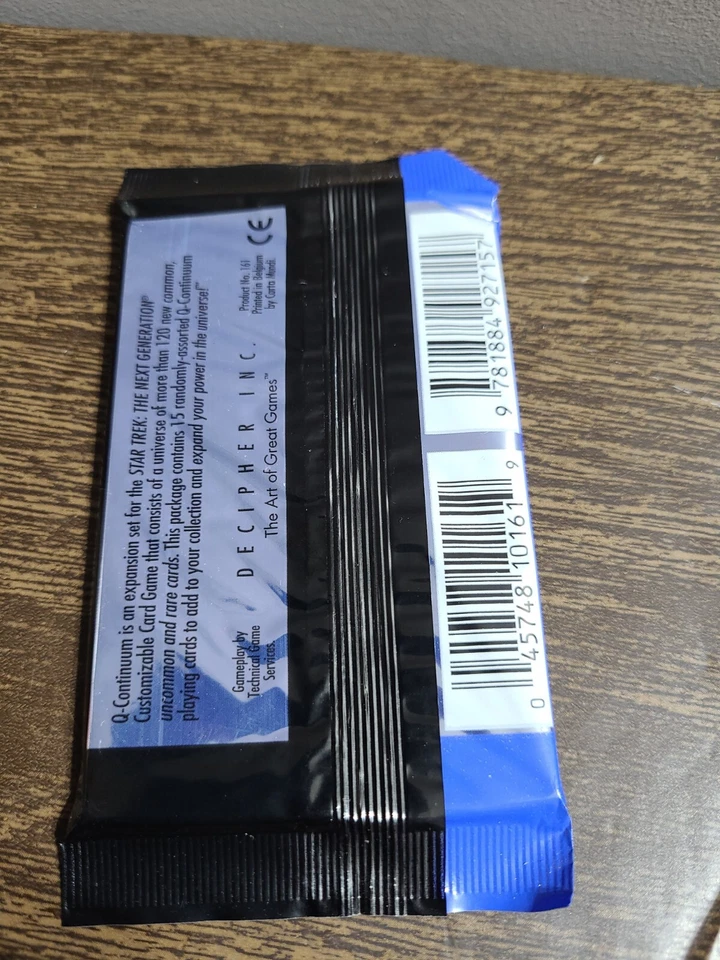 Q-Continuum is an expansion set for the STAR TREK: THE NEXT GENERATION®
Customizable Card Game that consists of a universe of more than 120 new common,
uncommon and rare cards. This package contains 15 randomly-assorted Q-Continuum
playing cards to add to your collection and expand your power in the universe!™
Gameplay by
Technical Game
Services.
DECIPHER INC.
The Art of Great Games™
Product No. 161
Printed in Belgium
by Carta Mundi.
CE
0 45748 10161 9
9 781884 927157